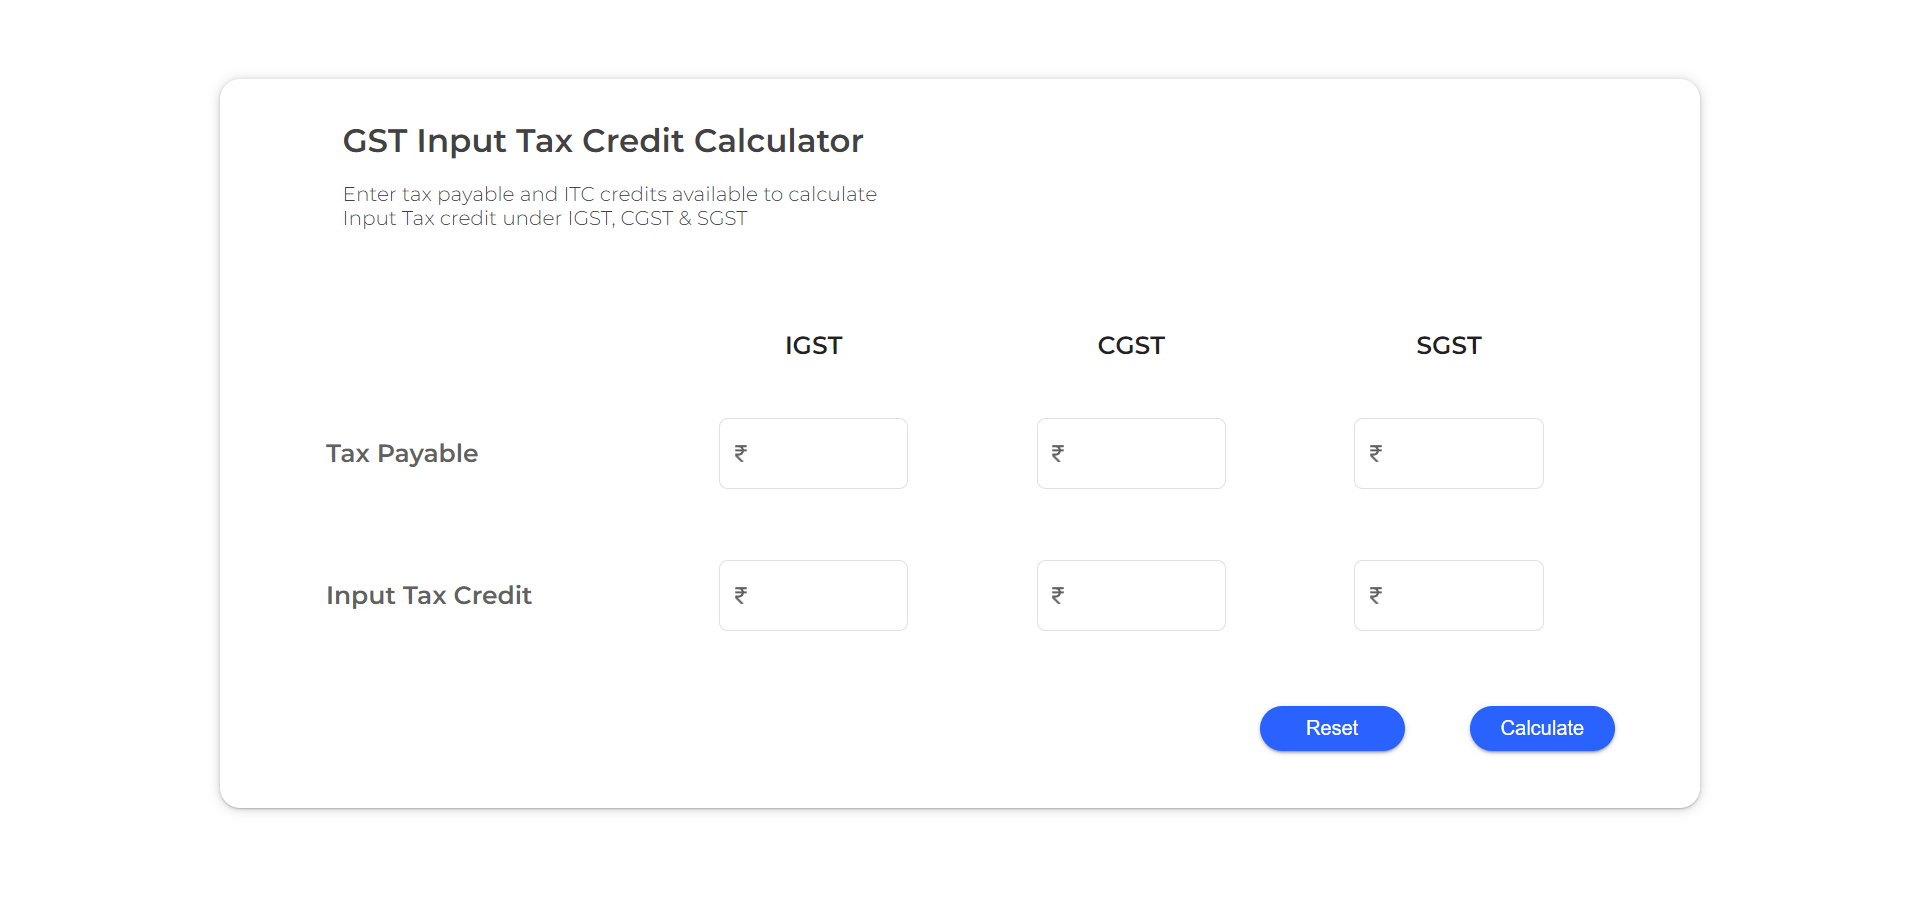 GST Input Tax Credit Calculator
Enter tax payable and ITC credits available to calculate
Input Tax credit under IGST, CGST & SGST
IGST CGST SGST
Tax Payable ₹ ₹ ₹
Input Tax Credit ₹ ₹ ₹
Reset Calculate